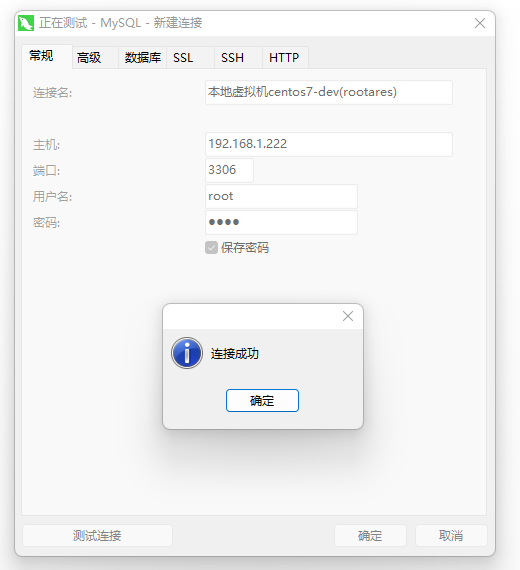 正在测试 - MySQL - 新建连接
常规 高级 数据库 SSL SSH HTTP
连接名: 本地虚拟机centos7-dev(rootares)
主机: 192.168.1.222
端口: 3306
用户名: root
密码: ●●●●
保存密码
连接成功
确定
测试连接 确定 取消